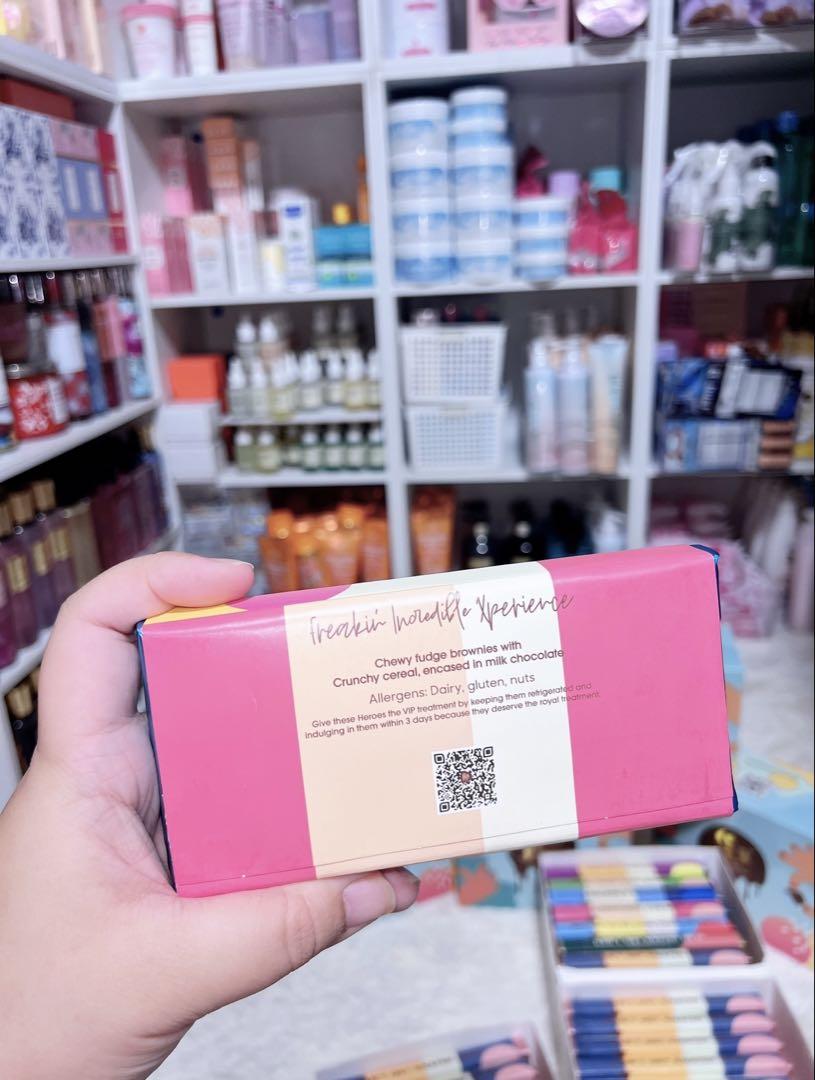 Freakin' Incredible Xperience
Chewy fudge brownies with
Crunchy cereal, encased in milk chocolate
Allergens: Dairy, gluten, nuts
Give these Heroes the VIP treatment by keeping them refrigerated and
indulging in them within 3 days because they deserve the royal treatment.